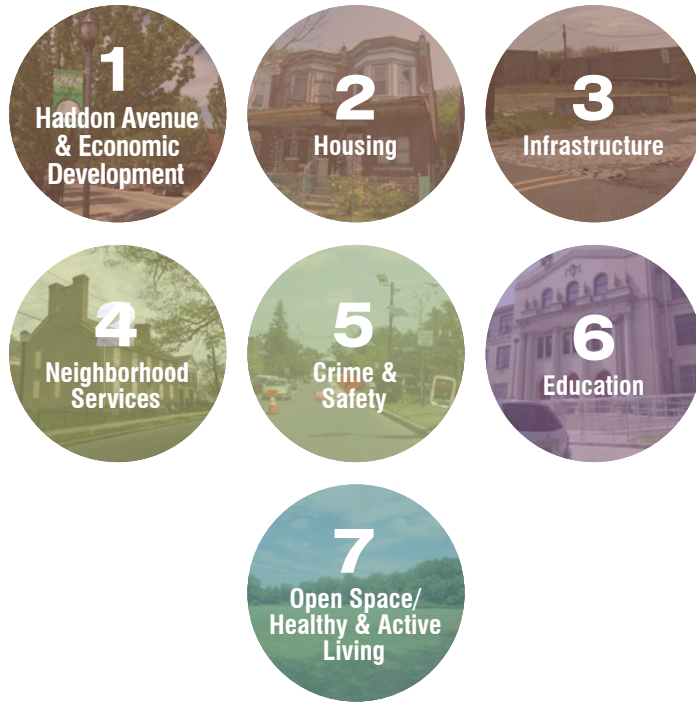 1
Haddon Avenue
& Economic
Development
2
Housing
3
Infrastructure
4
Neighborhood
Services
5
Crime &
Safety
6
Education
7
Open Space/
Healthy & Active
Living